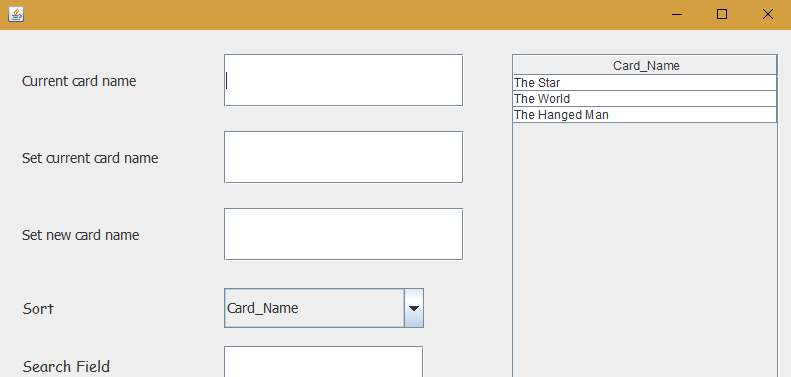 Current card name
Set current card name
Set new card name
Sort
Card_Name
Search Field
Card_Name
The Star
The World
The Hanged Man